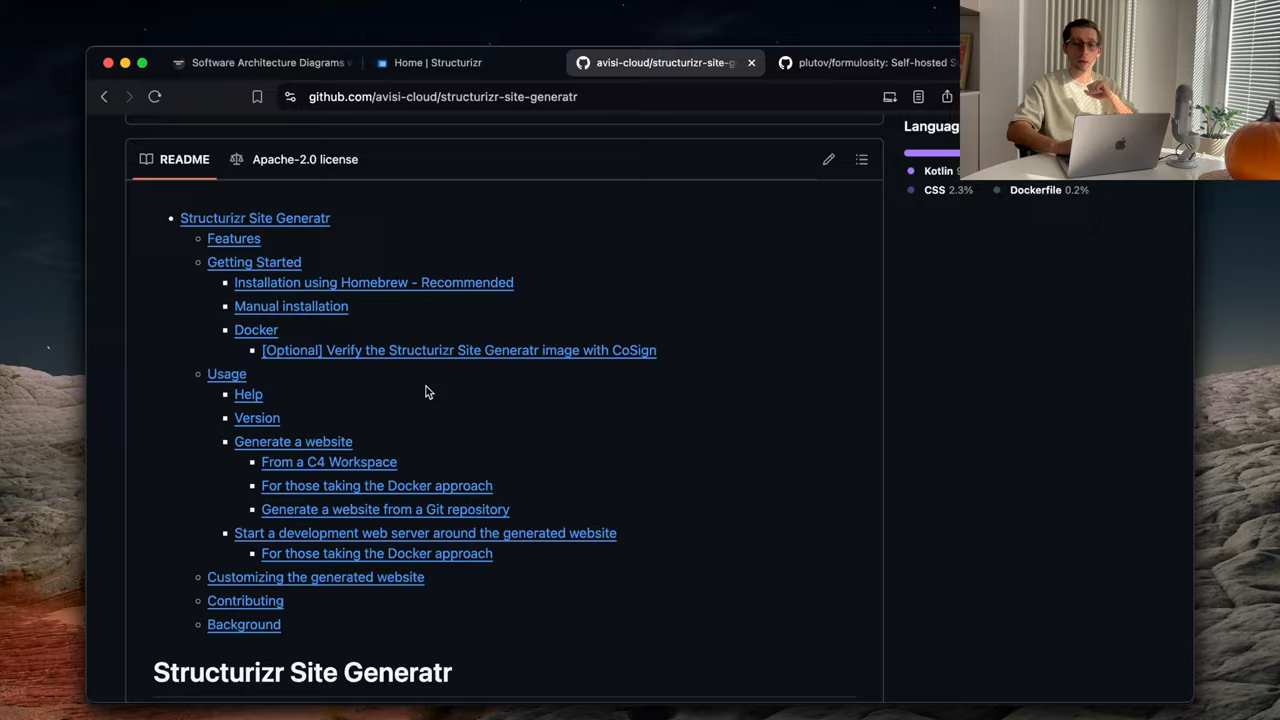 Software Architecture Diagrams
Home | Structurizr
avisi-cloud/structurizr-site-g
plutov/formulosity: Self-hosted
github.com/avisi-cloud/structurizr-site-generatr
README
Apache-2.0 license
Structurizr Site Generatr
Features
Getting Started
Installation using Homebrew - Recommended
Manual installation
Docker
[Optional] Verify the Structurizr Site Generatr image with CoSign
Usage
Help
Version
Generate a website
From a C4 Workspace
For those taking the Docker approach
Generate a website from a Git repository
Start a development web server around the generated website
For those taking the Docker approach
Customizing the generated website
Contributing
Background
Structurizr Site Generatr
Languag
Kotlin
CSS 2.3%
Dockerfile 0.2%